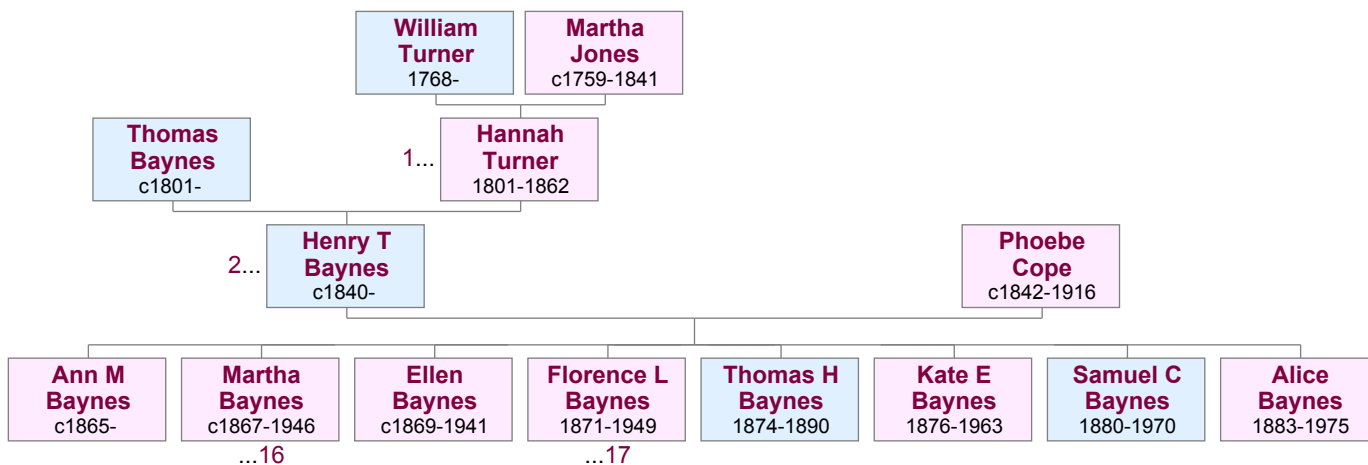 William
Turner
1768-
Martha
Jones
c1759-1841
Thomas
Baynes
c1801-
1...
Hannah
Turner
1801-1862
2...
Henry T
Baynes
c1840-
Phoebe
Cope
c1842-1916
Ann M
Baynes
c1865-
Martha
Baynes
c1867-1946
...16
Ellen
Baynes
c1869-1941
Florence L
Baynes
1871-1949
...17
Thomas H
Baynes
1874-1890
Kate E
Baynes
1876-1963
Samuel C
Baynes
1880-1970
Alice
Baynes
1883-1975